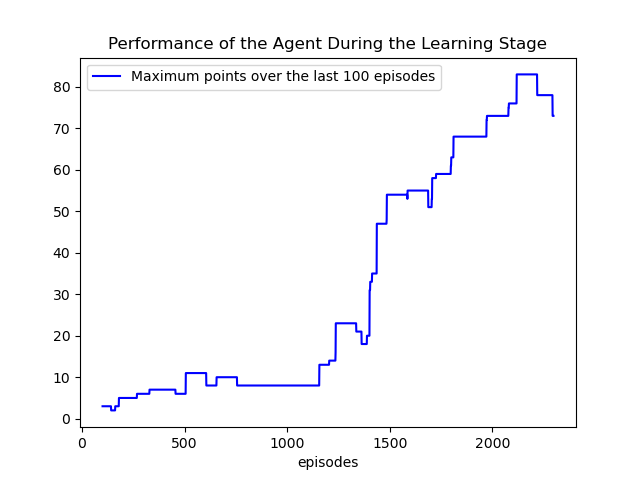 Performance of the Agent During the Learning Stage
Maximum points over the last 100 episodes
80
70
60
50
40
30
20
10
0
0 500 1000 1500 2000
episodes